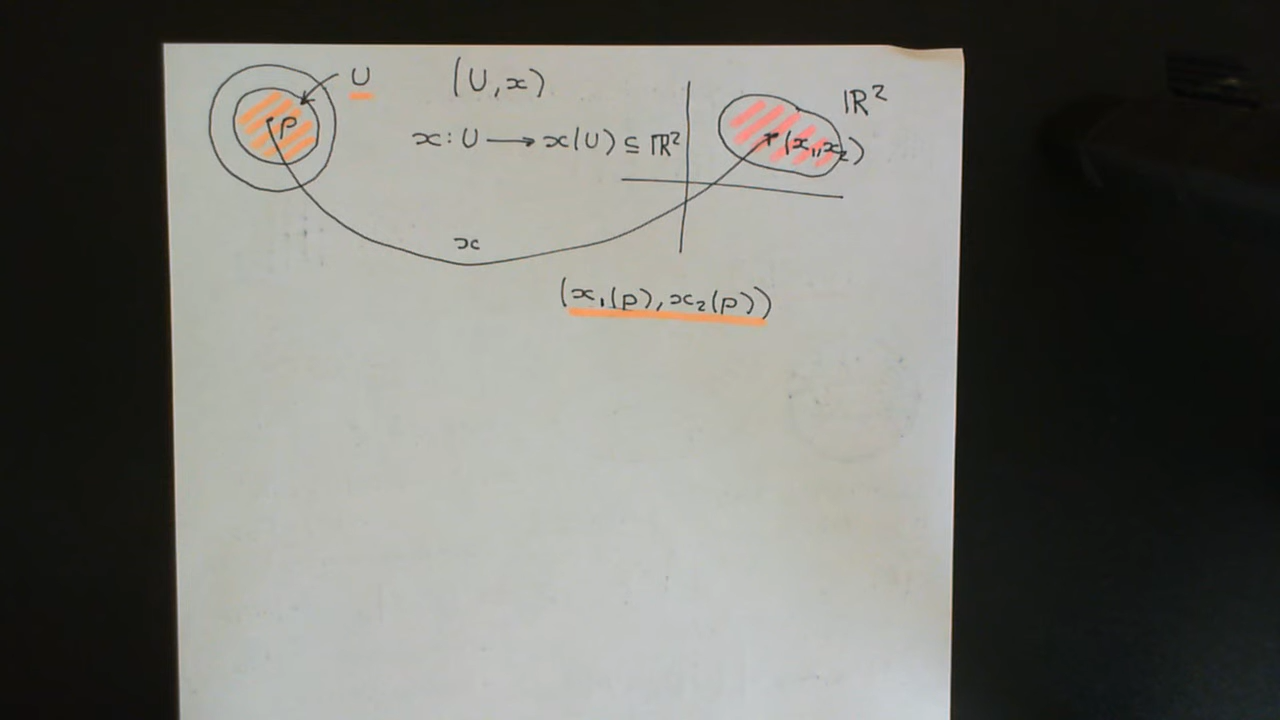 U
(U, x)
ℝ²
p
x: U ⟶ x(U) ⊆ ℝ²
(x₁, x₂)
x
(x₁(p), x₂(p))